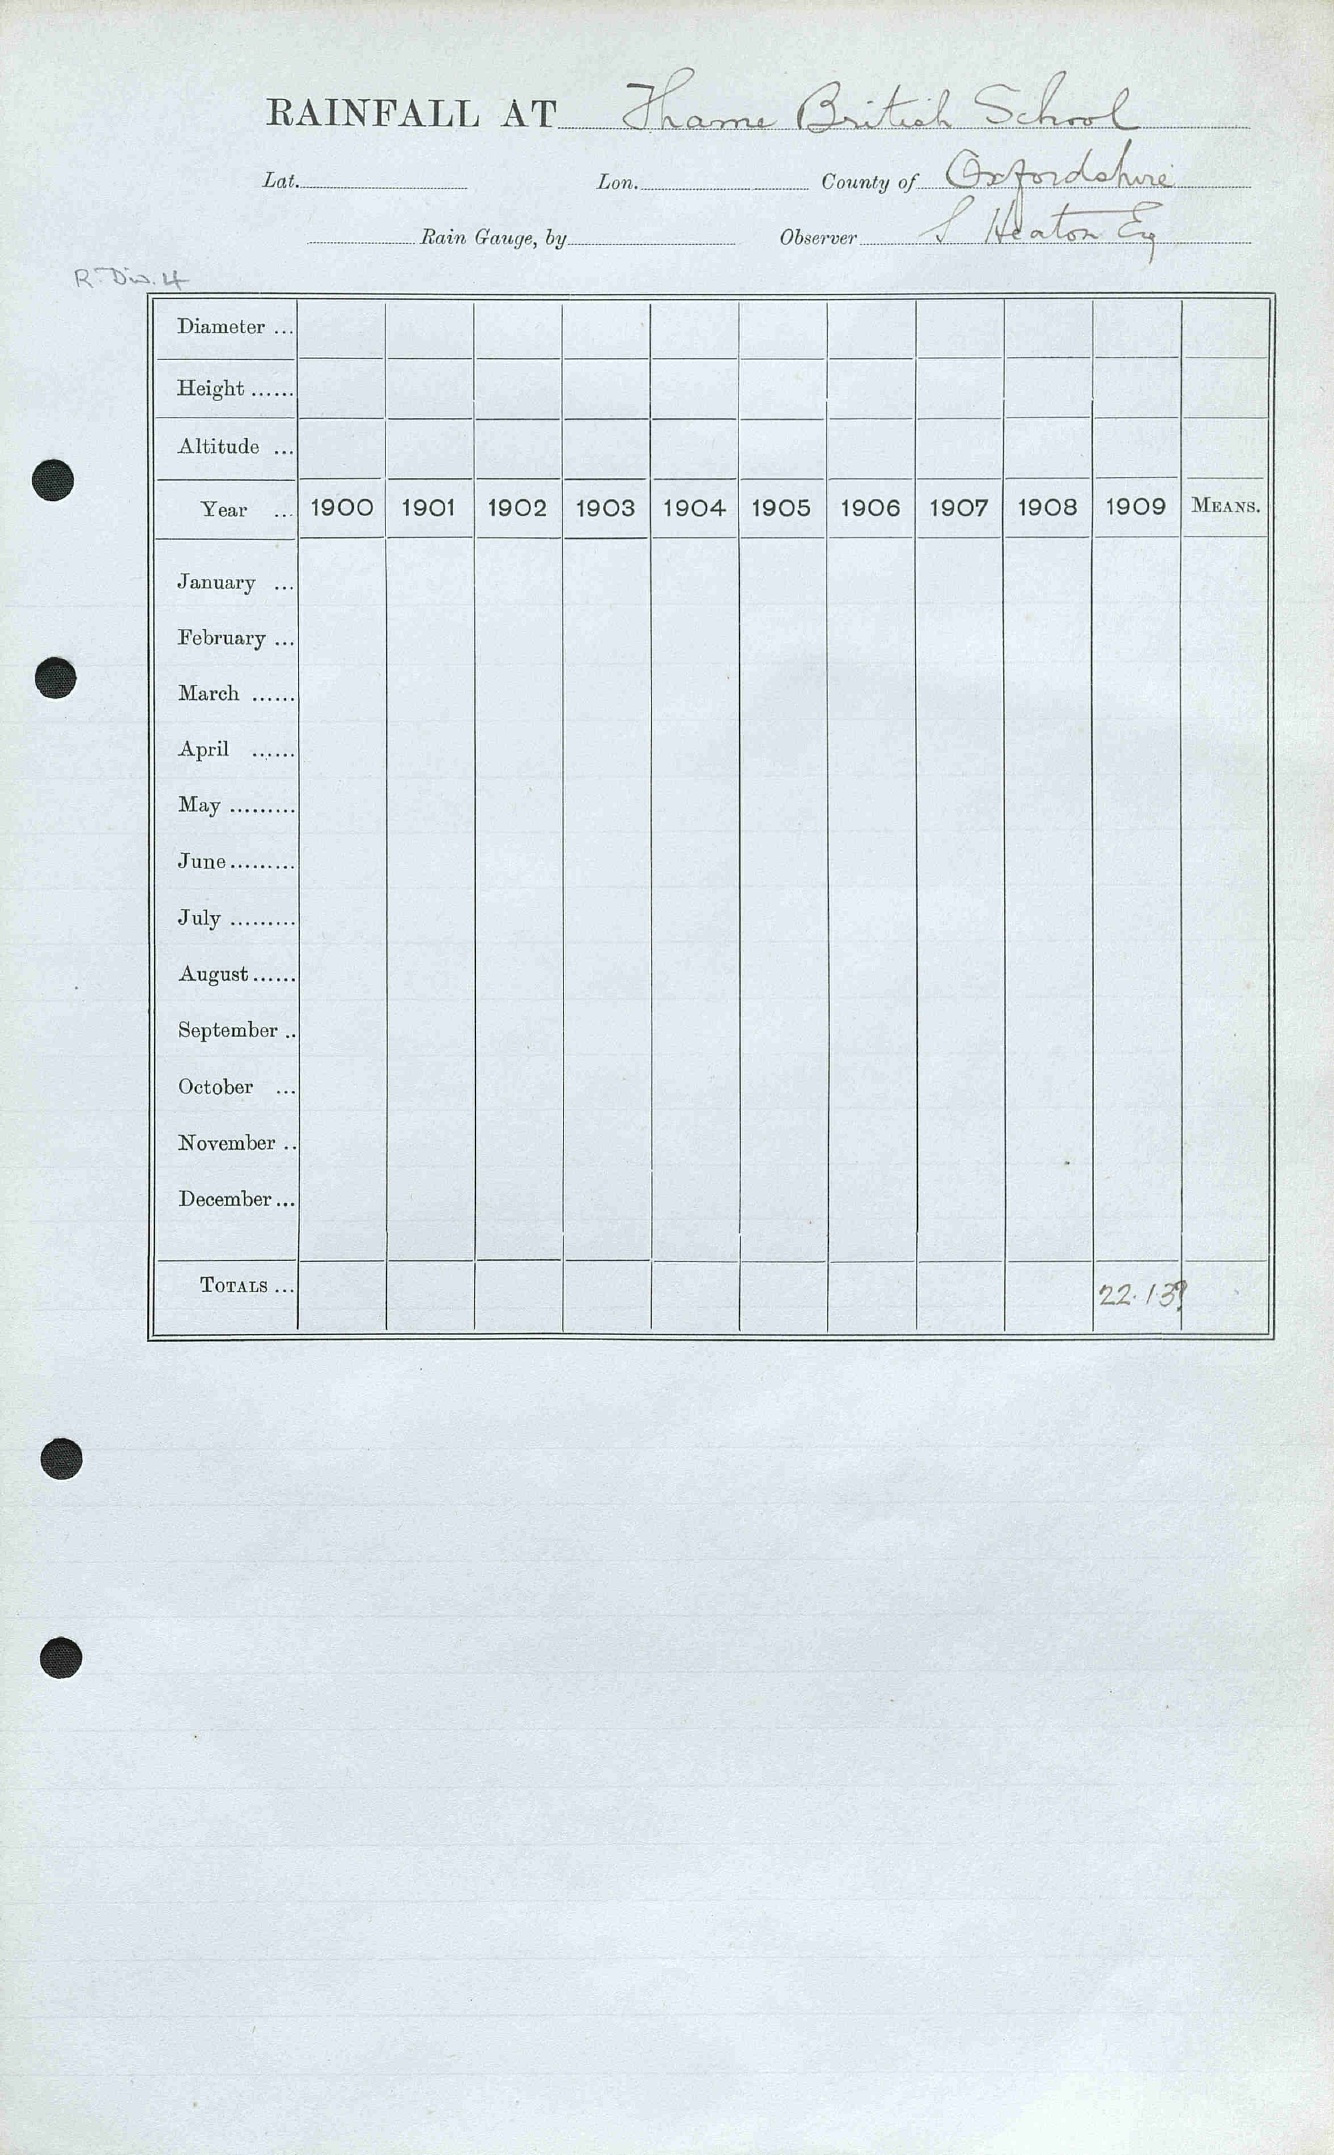 RAINFALL AT Thame British School
Lat. Lon. County of Oxfordshire
Rain Gauge, by Observer S Heaton Esq
R. Div. 4
Diameter ...
Height ......
Altitude ...
Year ... 1900 1901 1902 1903 1904 1905 1906 1907 1908 1909 MEANS.
January ...
February ...
March ......
April ......
May .........
June .........
July .........
August ......
September ..
October ...
November ..
December ...
TOTALS ... 22.13?